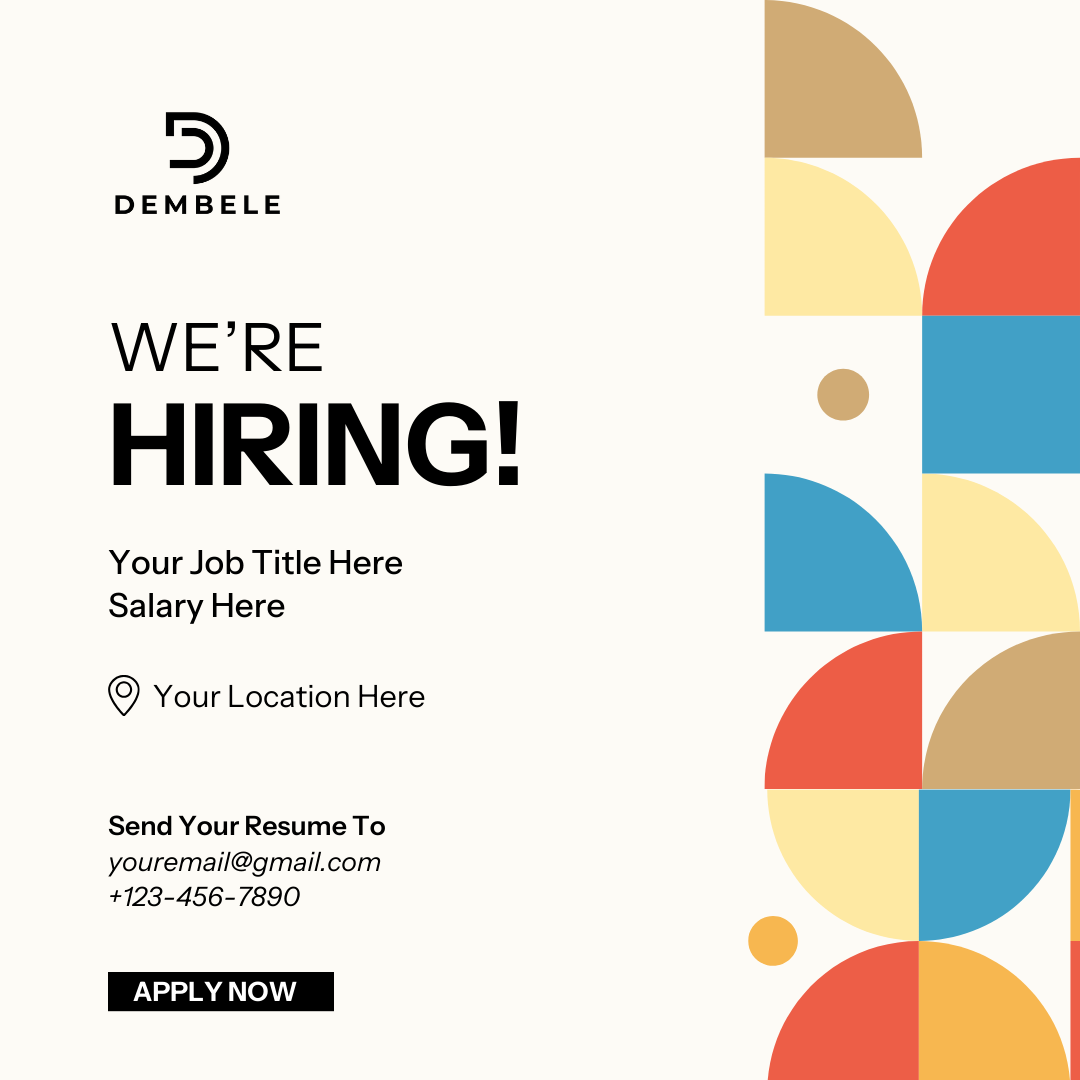 DEMBELE
WE’RE
HIRING!
Your Job Title Here
Salary Here
Your Location Here
Send Your Resume To
youremail@gmail.com
+123-456-7890
APPLY NOW